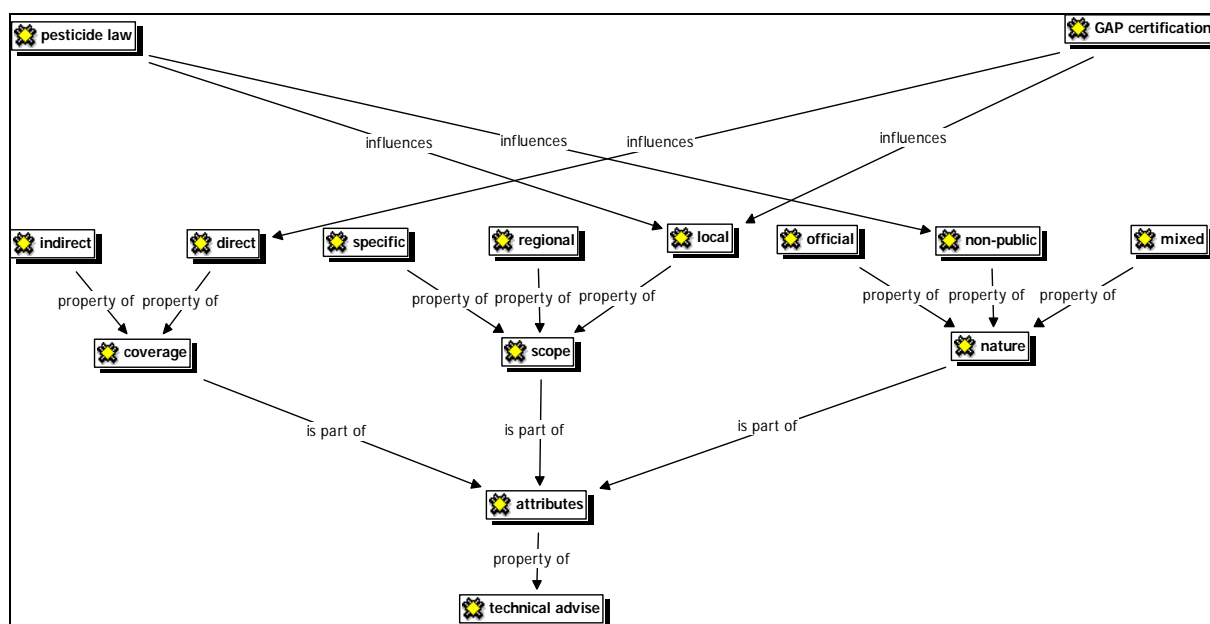 pesticide law
GAP certification
influences
influences
influences
influences
indirect
direct
specific
regional
local
official
non-public
mixed
property of
property of
property of
property of
property of
property of
property of
property of
coverage
scope
nature
is part of
is part of
is part of
attributes
property of
technical advise